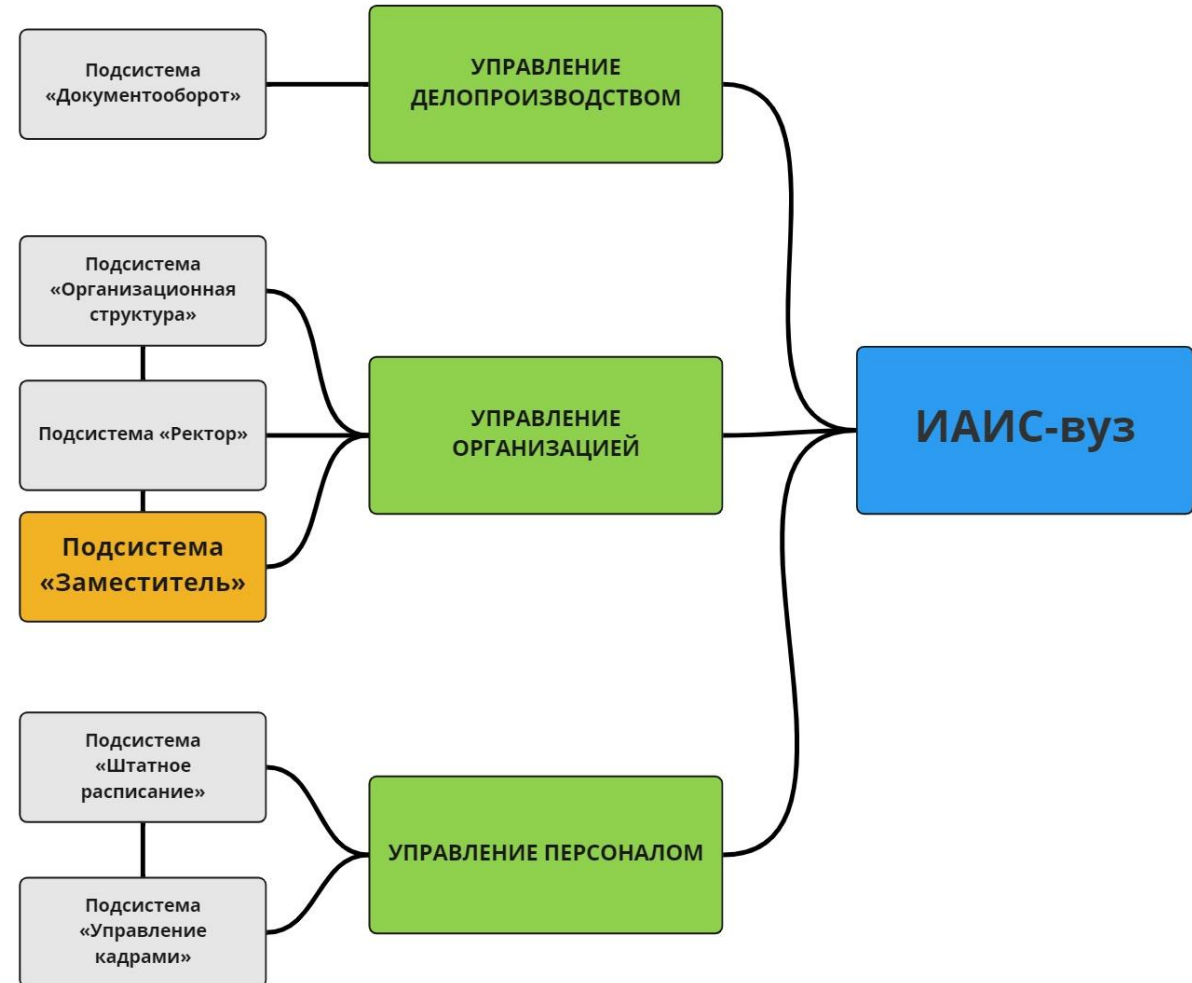 Подсистема
«Документооборот»
УПРАВЛЕНИЕ
ДЕЛОПРОИЗВОДСТВОМ
Подсистема
«Организационная
структура»
Подсистема «Ректор»
Подсистема
«Заместитель»
УПРАВЛЕНИЕ
ОРГАНИЗАЦИЕЙ
ИАИС-вуз
Подсистема
«Штатное
расписание»
Подсистема
«Управление
кадрами»
УПРАВЛЕНИЕ ПЕРСОНАЛОМ